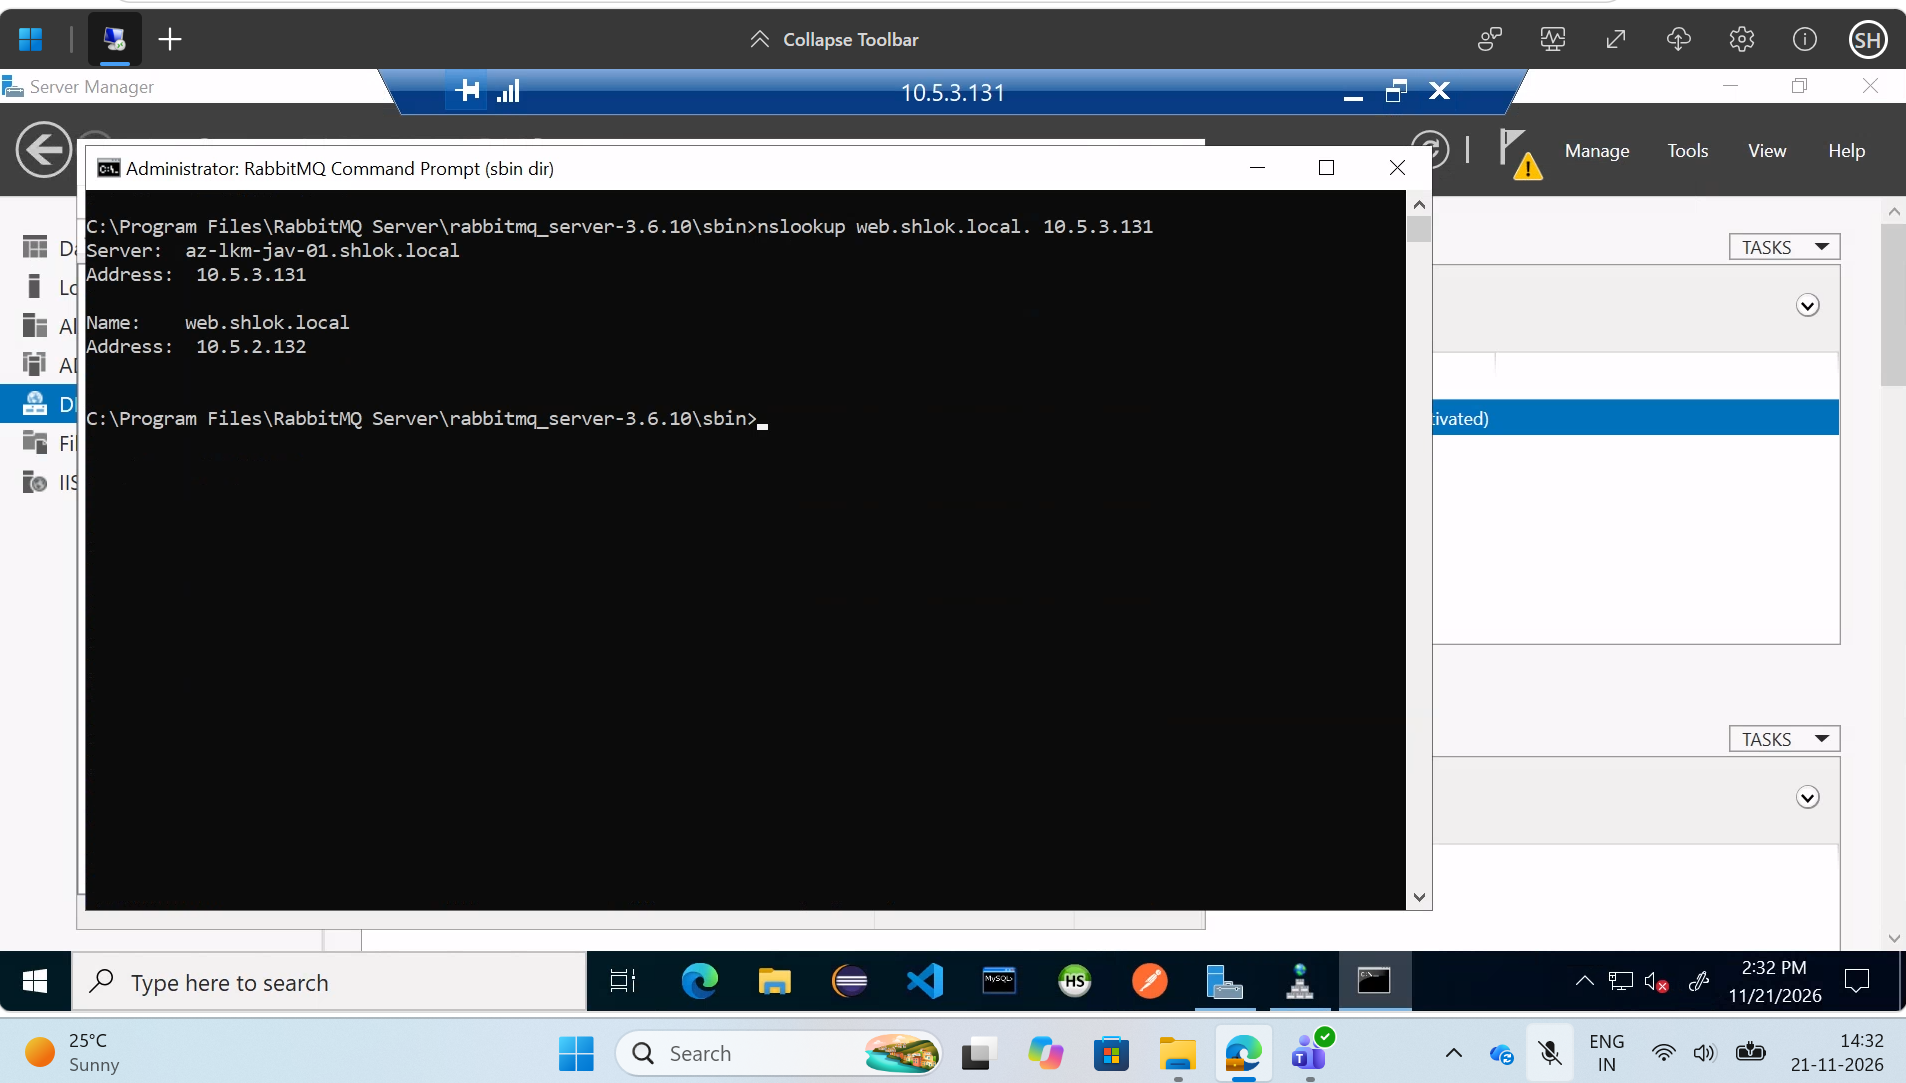 Collapse Toolbar
SH
Server Manager
10.5.3.131
Manage Tools View Help
Administrator: RabbitMQ Command Prompt (sbin dir)
C:\Program Files\RabbitMQ Server\rabbitmq_server-3.6.10\sbin>nslookup web.shlok.local. 10.5.3.131
Server: az-lkm-jav-01.shlok.local
Address: 10.5.3.131
Name: web.shlok.local
Address: 10.5.2.132
C:\Program Files\RabbitMQ Server\rabbitmq_server-3.6.10\sbin>
TASKS
tivated)
TASKS
Type here to search
MySQL
HS
2:32 PM
11/21/2026
25°C
Sunny
Search
ENG
IN
14:32
21-11-2026